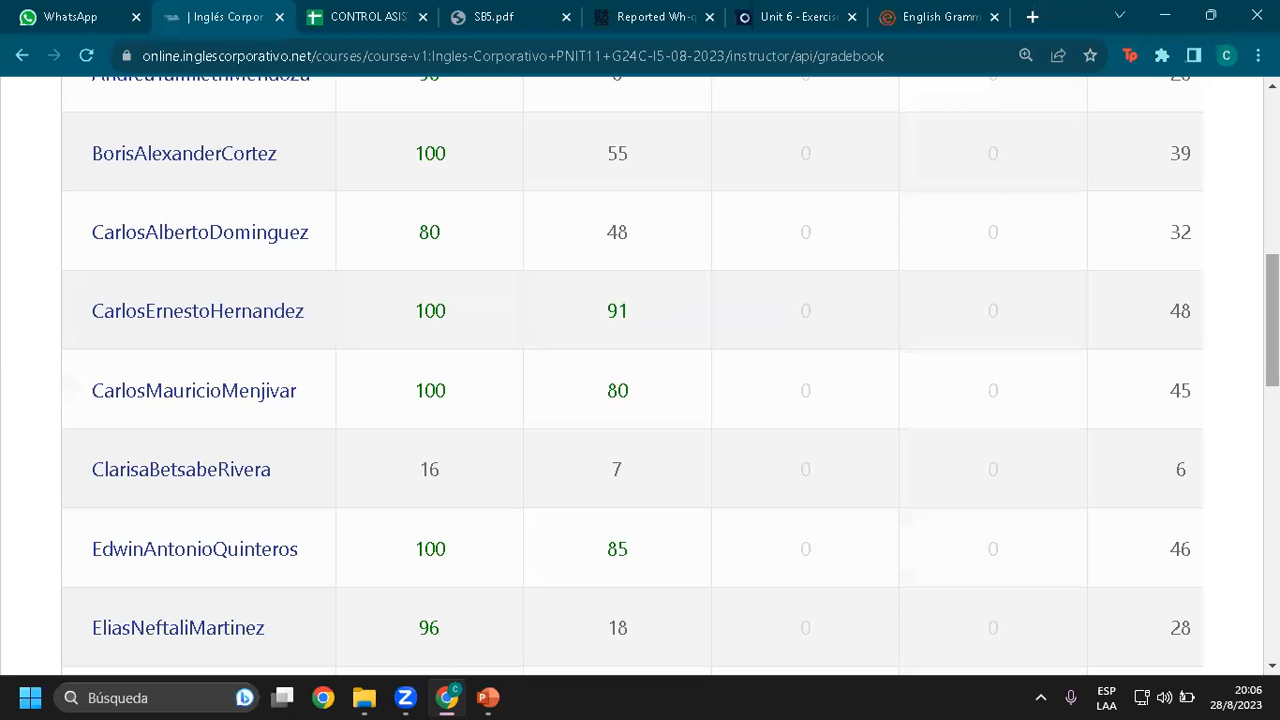 WhatsApp
| Inglés Corpor
CONTROL ASIS
SB5.pdf
Reported Wh-q
Unit 6 - Exercise
English Gramm
online.inglescorporativo.net/courses/course-v1:Ingles-Corporativo+PNIT11+G24C-I5-08-2023/instructor/api/gradebook
BorisAlexanderCortez 100 55 0 0 39
CarlosAlbertoDominguez 80 48 0 0 32
CarlosErnestoHernandez 100 91 0 0 48
CarlosMauricioMenjivar 100 80 0 0 45
ClarisaBetsabeRivera 16 7 0 0 6
EdwinAntonioQuinteros 100 85 0 0 46
EliasNeftaliMartinez 96 18 0 0 28
Búsqueda
ESP
LAA
20:06
28/8/2023